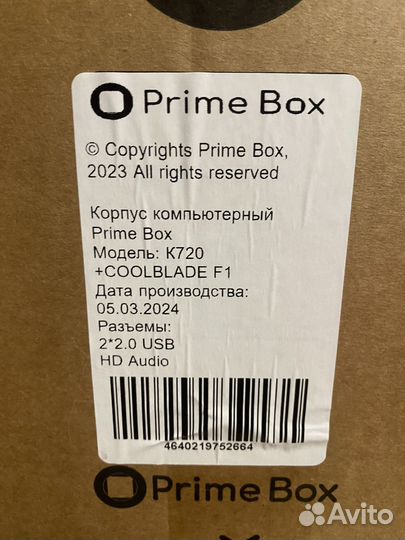 Prime Box
© Copyrights Prime Box,
2023 All rights reserved
Корпус компьютерный
Prime Box
Модель: K720
+COOLBLADE F1
Дата производства:
05.03.2024
Разъемы:
2*2.0 USB
HD Audio
4640219752664
Prime Box
Avito